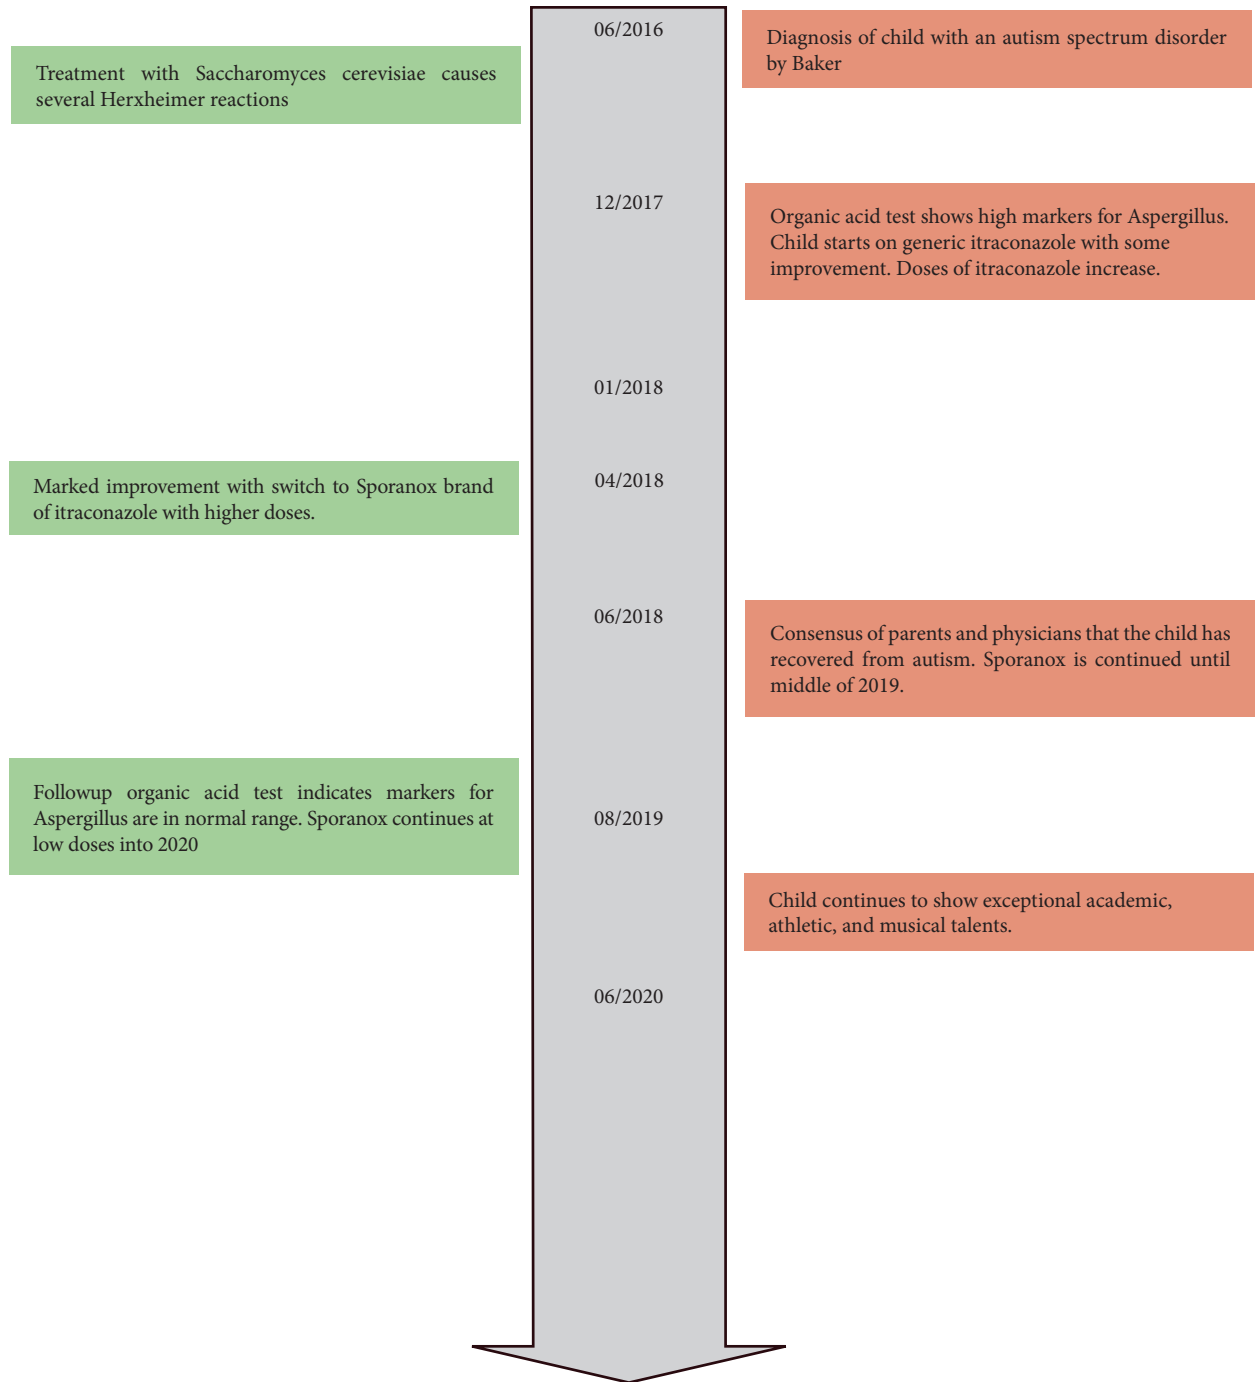 06/2016
Diagnosis of child with an autism spectrum disorder
by Baker
Treatment with Saccharomyces cerevisiae causes
several Herxheimer reactions
12/2017
Organic acid test shows high markers for Aspergillus.
Child starts on generic itraconazole with some
improvement. Doses of itraconazole increase.
01/2018
04/2018
Marked improvement with switch to Sporanox brand
of itraconazole with higher doses.
06/2018
Consensus of parents and physicians that the child has
recovered from autism. Sporanox is continued until
middle of 2019.
Followup organic acid test indicates markers for
Aspergillus are in normal range. Sporanox continues at
low doses into 2020
08/2019
Child continues to show exceptional academic,
athletic, and musical talents.
06/2020